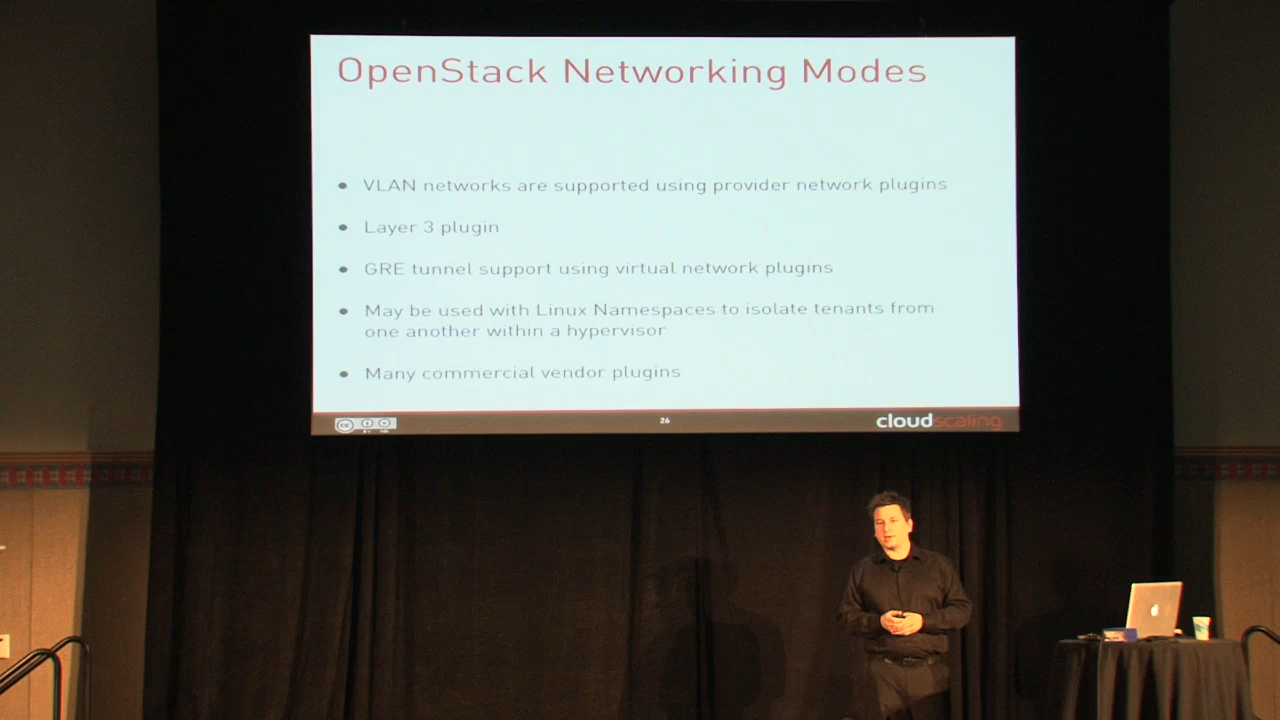 OpenStack Networking Modes
• VLAN networks are supported using provider network plugins
• Layer 3 plugin
• GRE tunnel support using virtual network plugins
• May be used with Linux Namespaces to isolate tenants from
one another within a hypervisor
• Many commercial vendor plugins
cc
26
cloudscaling